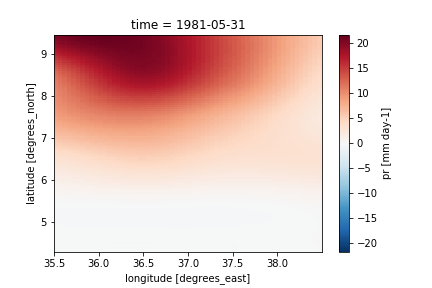 time = 1981-05-31
9
8
7
6
5
latitude [degrees_north]
35.5 36.0 36.5 37.0 37.5 38.0
longitude [degrees_east]
20
15
10
5
0
−5
−10
−15
−20
pr [mm day-1]